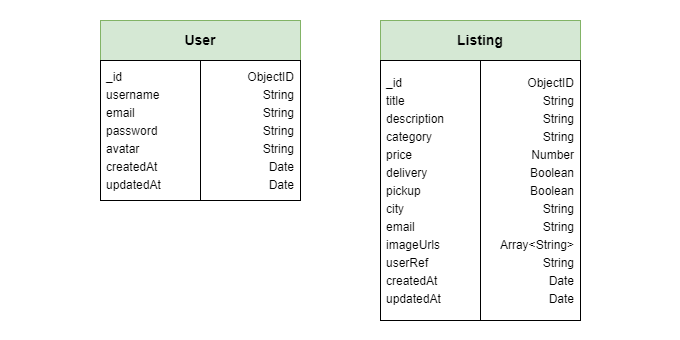 User
_id ObjectID
username String
email String
password String
avatar String
createdAt Date
updatedAt Date
Listing
_id ObjectID
title String
description String
category String
price Number
delivery Boolean
pickup Boolean
city String
email String
imageUrls Array<String>
userRef String
createdAt Date
updatedAt Date